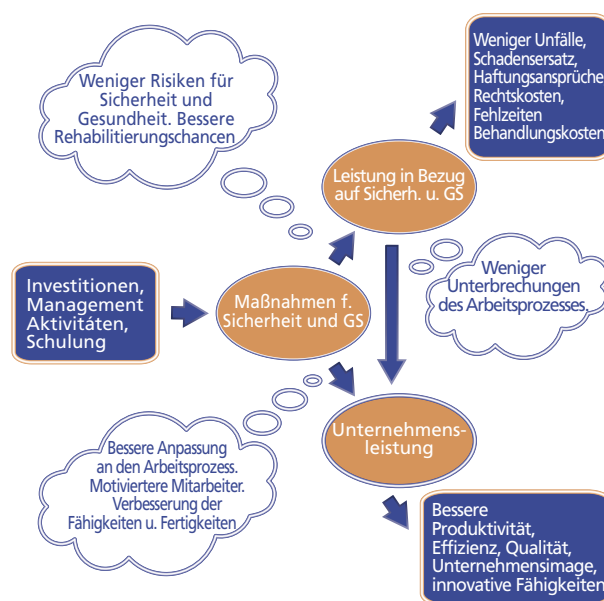 Weniger Risiken für
Sicherheit und
Gesundheit. Bessere
Rehabilitierungschancen
Weniger Unfälle,
Schadensersatz,
Haftungsansprüche
Rechtskosten,
Fehlzeiten
Behandlungskosten
Leistung in Bezug
auf Sicherh. u. GS
Weniger
Unterbrechungen
des Arbeitsprozesses.
Investitionen,
Management
Aktivitäten,
Schulung
Maßnahmen f.
Sicherheit und GS
Bessere Anpassung
an den Arbeitsprozess.
Motiviertere Mitarbeiter.
Verbesserung der
Fähigkeiten u. Fertigkeiten
Unternehmens-
leistung
Bessere
Produktivität,
Effizienz, Qualität,
Unternehmensimage,
innovative Fähigkeiten